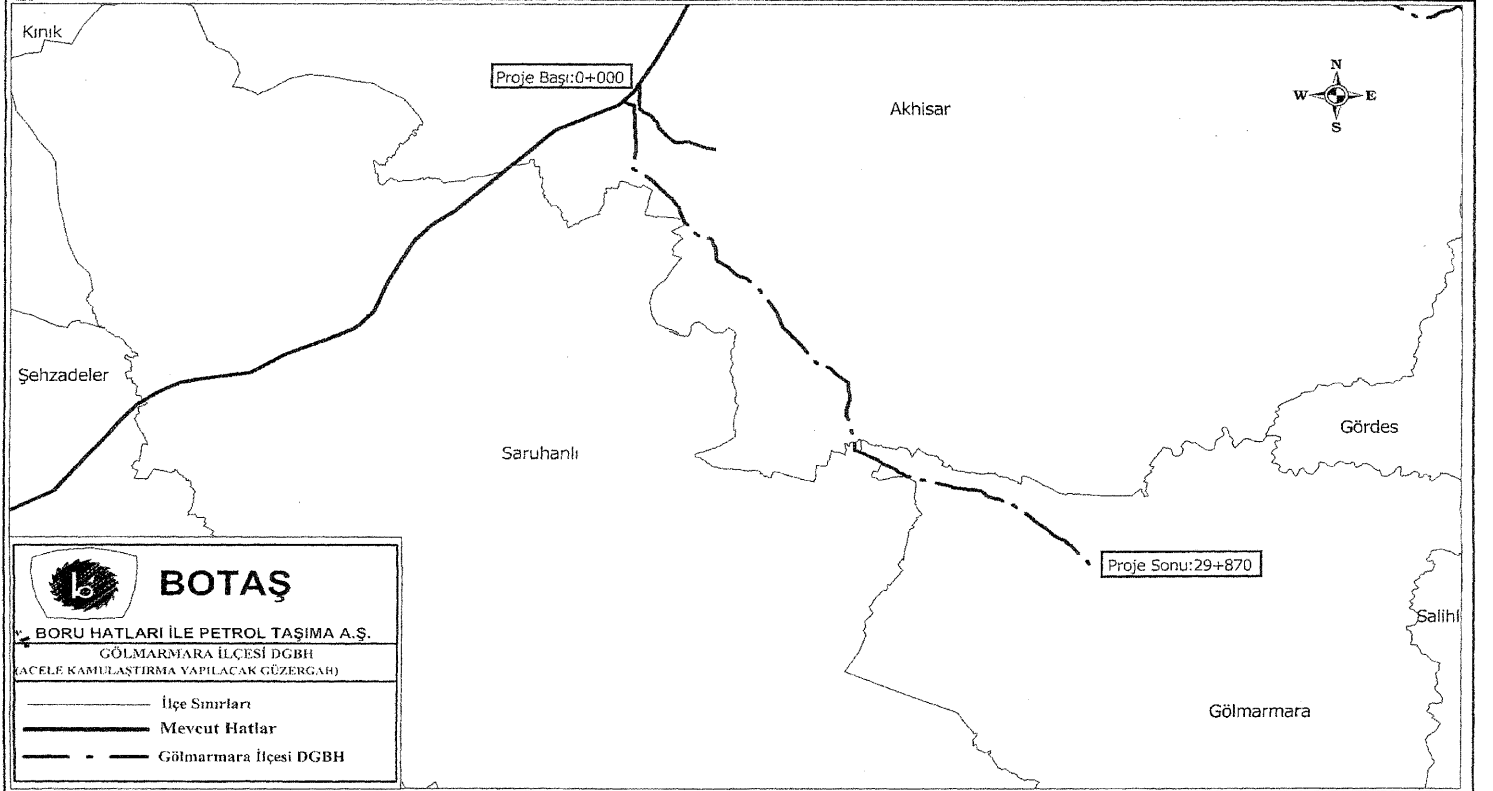 Kınık
Proje Başı:0+000
Akhisar
N
W E
S
Şehzadeler
Saruhanlı
Gördes
Proje Sonu:29+870
Salihl
Gölmarmara
b
BOTAŞ
BORU HATLARI İLE PETROL TAŞIMA A.Ş.
GÖLMARMARA İLÇESİ DGBH
(ACELE KAMULAŞTIRMA YAPILACAK GÜZERGAH)
İlçe Sınırları
Mevcut Hatlar
Gölmarmara İlçesi DGBH